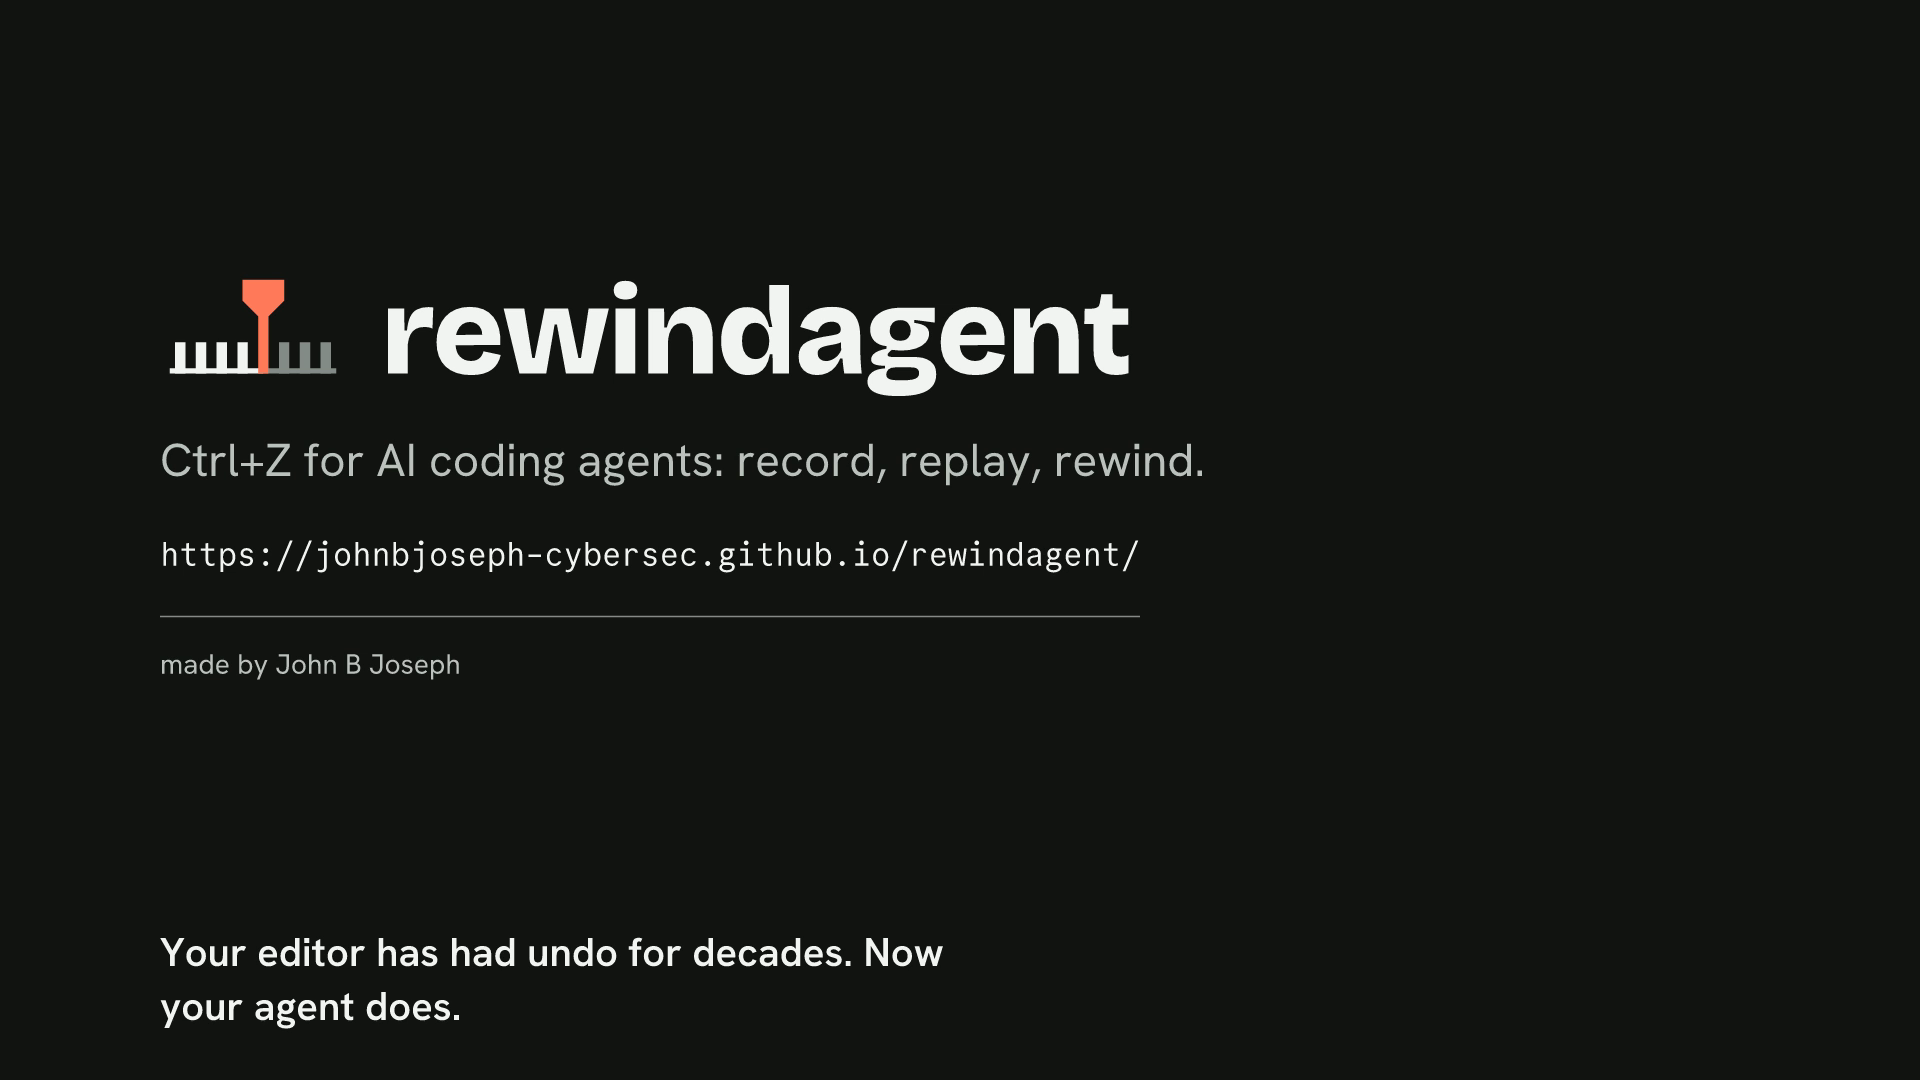 rewindagent
Ctrl+Z for AI coding agents: record, replay, rewind.
https://johnbjoseph-cybersec.github.io/rewindagent/
made by John B Joseph
Your editor has had undo for decades. Now
your agent does.